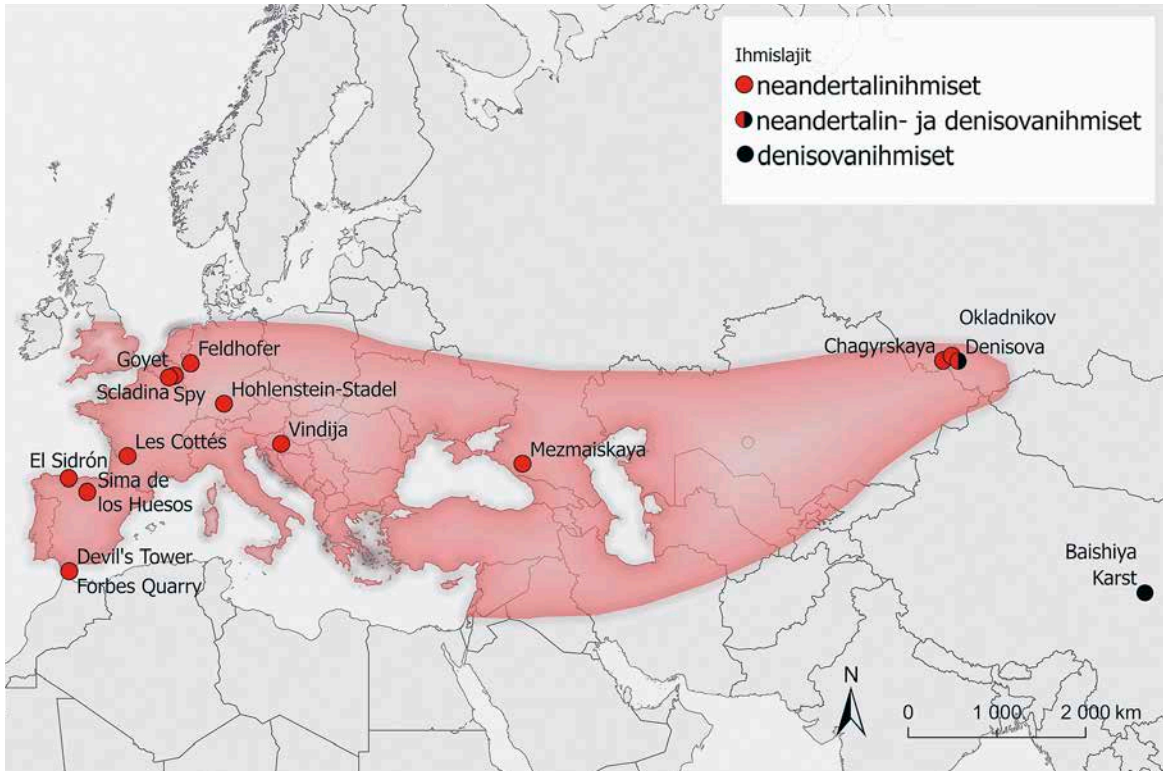 Ihmislajit
neandertalinihmiset
neandertalin- ja denisovanihmiset
denisovanihmiset
Okladnikov
Chagyrskaya
Denisova
Goyet
Feldhofer
Scladina
Spy
Hohlenstein-Stadel
Vindija
Les Cottés
Mezmaiskaya
El Sidrón
Sima de
los Huesos
Devil's Tower
Forbes Quarry
Baishiya
Karst
N
0 1 000 2 000 km